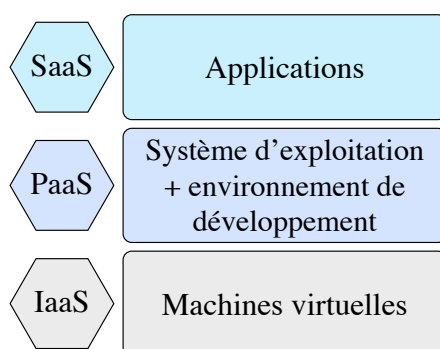 SaaS
Applications
PaaS
Système d’exploitation
+ environnement de
développement
IaaS
Machines virtuelles